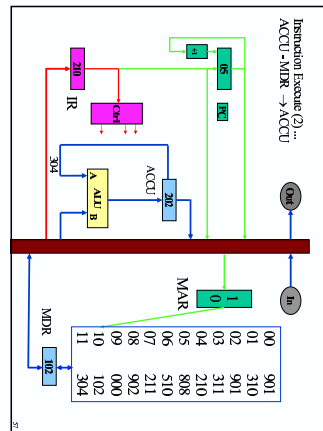 Instruction Execute (2) ...
ACCU - MDR → ACCU
Out
In
+1
05
PC
MAR
1
0
00 901
01 310
02 901
03 311
04 210
05 808
06 510
07 211
08 902
09 000
10 102
11 304
210
IR
Ctrl
ACCU
202
ALU
A B
304
MDR
102
37